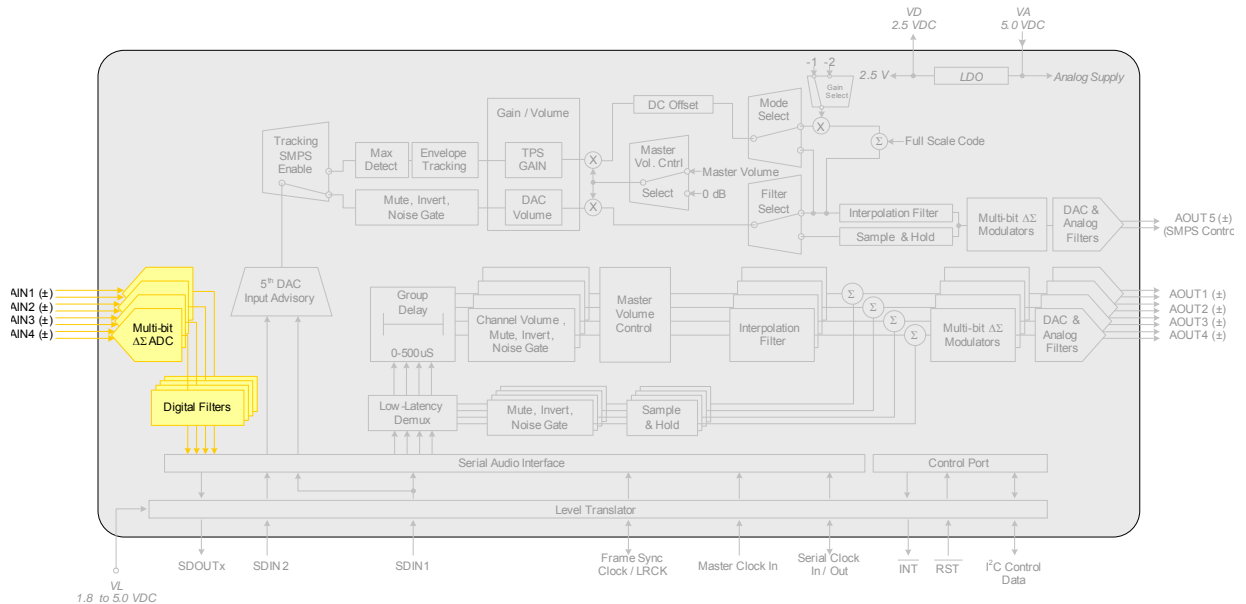 VD
2.5 VDC
VA
5.0 VDC
-1 -2
Gain
Select
2.5 V
LDO
Analog Supply
Gain / Volume
DC Offset
Mode
Select
X
Σ
Full Scale Code
Tracking
SMPS
Enable
Max
Detect
Envelope
Tracking
TPS
GAIN
X
Master
Vol. Cntrl
Select
Master Volume
0 dB
Mute, Invert,
Noise Gate
DAC
Volume
X
Filter
Select
Interpolation Filter
Sample & Hold
Multi-bit ΔΣ
Modulators
DAC &
Analog
Filters
AOUT5 (±)
(SMPS Control
AIN1 (±)
AIN2 (±)
AIN3 (±)
AIN4 (±)
Multi-bit
ΔΣ ADC
5th DAC
Input Advisory
Group
Delay
0-500uS
Channel Volume ,
Mute, Invert,
Noise Gate
Master
Volume
Control
Interpolation
Filter
Σ
Σ
Σ
Σ
Multi-bit ΔΣ
Modulators
DAC &
Analog
Filters
AOUT1 (±)
AOUT2 (±)
AOUT3 (±)
AOUT4 (±)
Digital Filters
Low-Latency
Demux
Mute, Invert,
Noise Gate
Sample
& Hold
Serial Audio Interface
Control Port
Level Translator
VL
1.8 to 5.0 VDC
SDOUTx
SDIN2
SDIN1
Frame Sync
Clock / LRCK
Master Clock In
Serial Clock
In / Out
INT
RST
I²C Control
Data